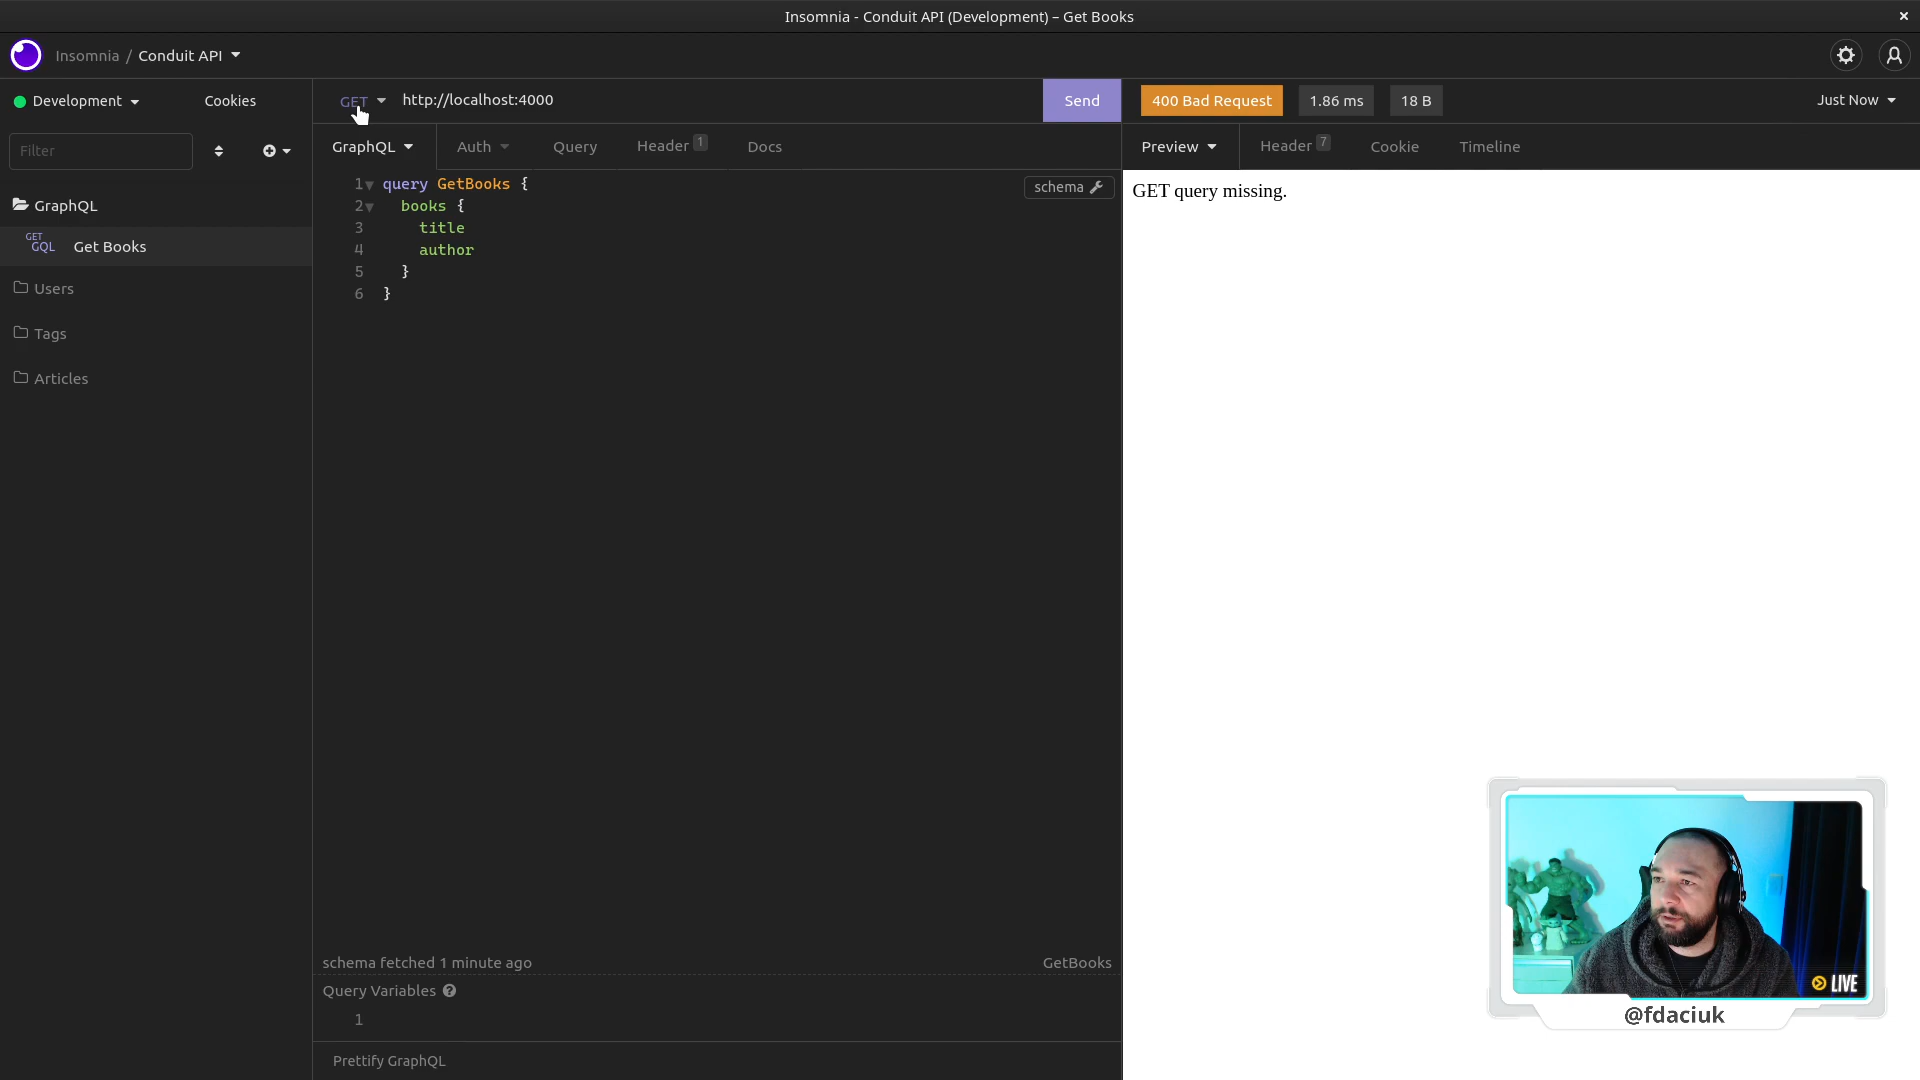 Insomnia - Conduit API (Development) – Get Books
Insomnia / Conduit API
Development
Cookies
GET
http://localhost:4000
Send
400 Bad Request
1.86 ms
18 B
Just Now
Filter
GraphQL
Auth
Query
Header 1
Docs
Preview
Header 7
Cookie
Timeline
GraphQL
GET
GQL
Get Books
Users
Tags
Articles
1 query GetBooks {
2 books {
3 title
4 author
5 }
6 }
schema
GET query missing.
schema fetched 1 minute ago
GetBooks
Query Variables ?
1
Prettify GraphQL
LIVE
@fdaciuk